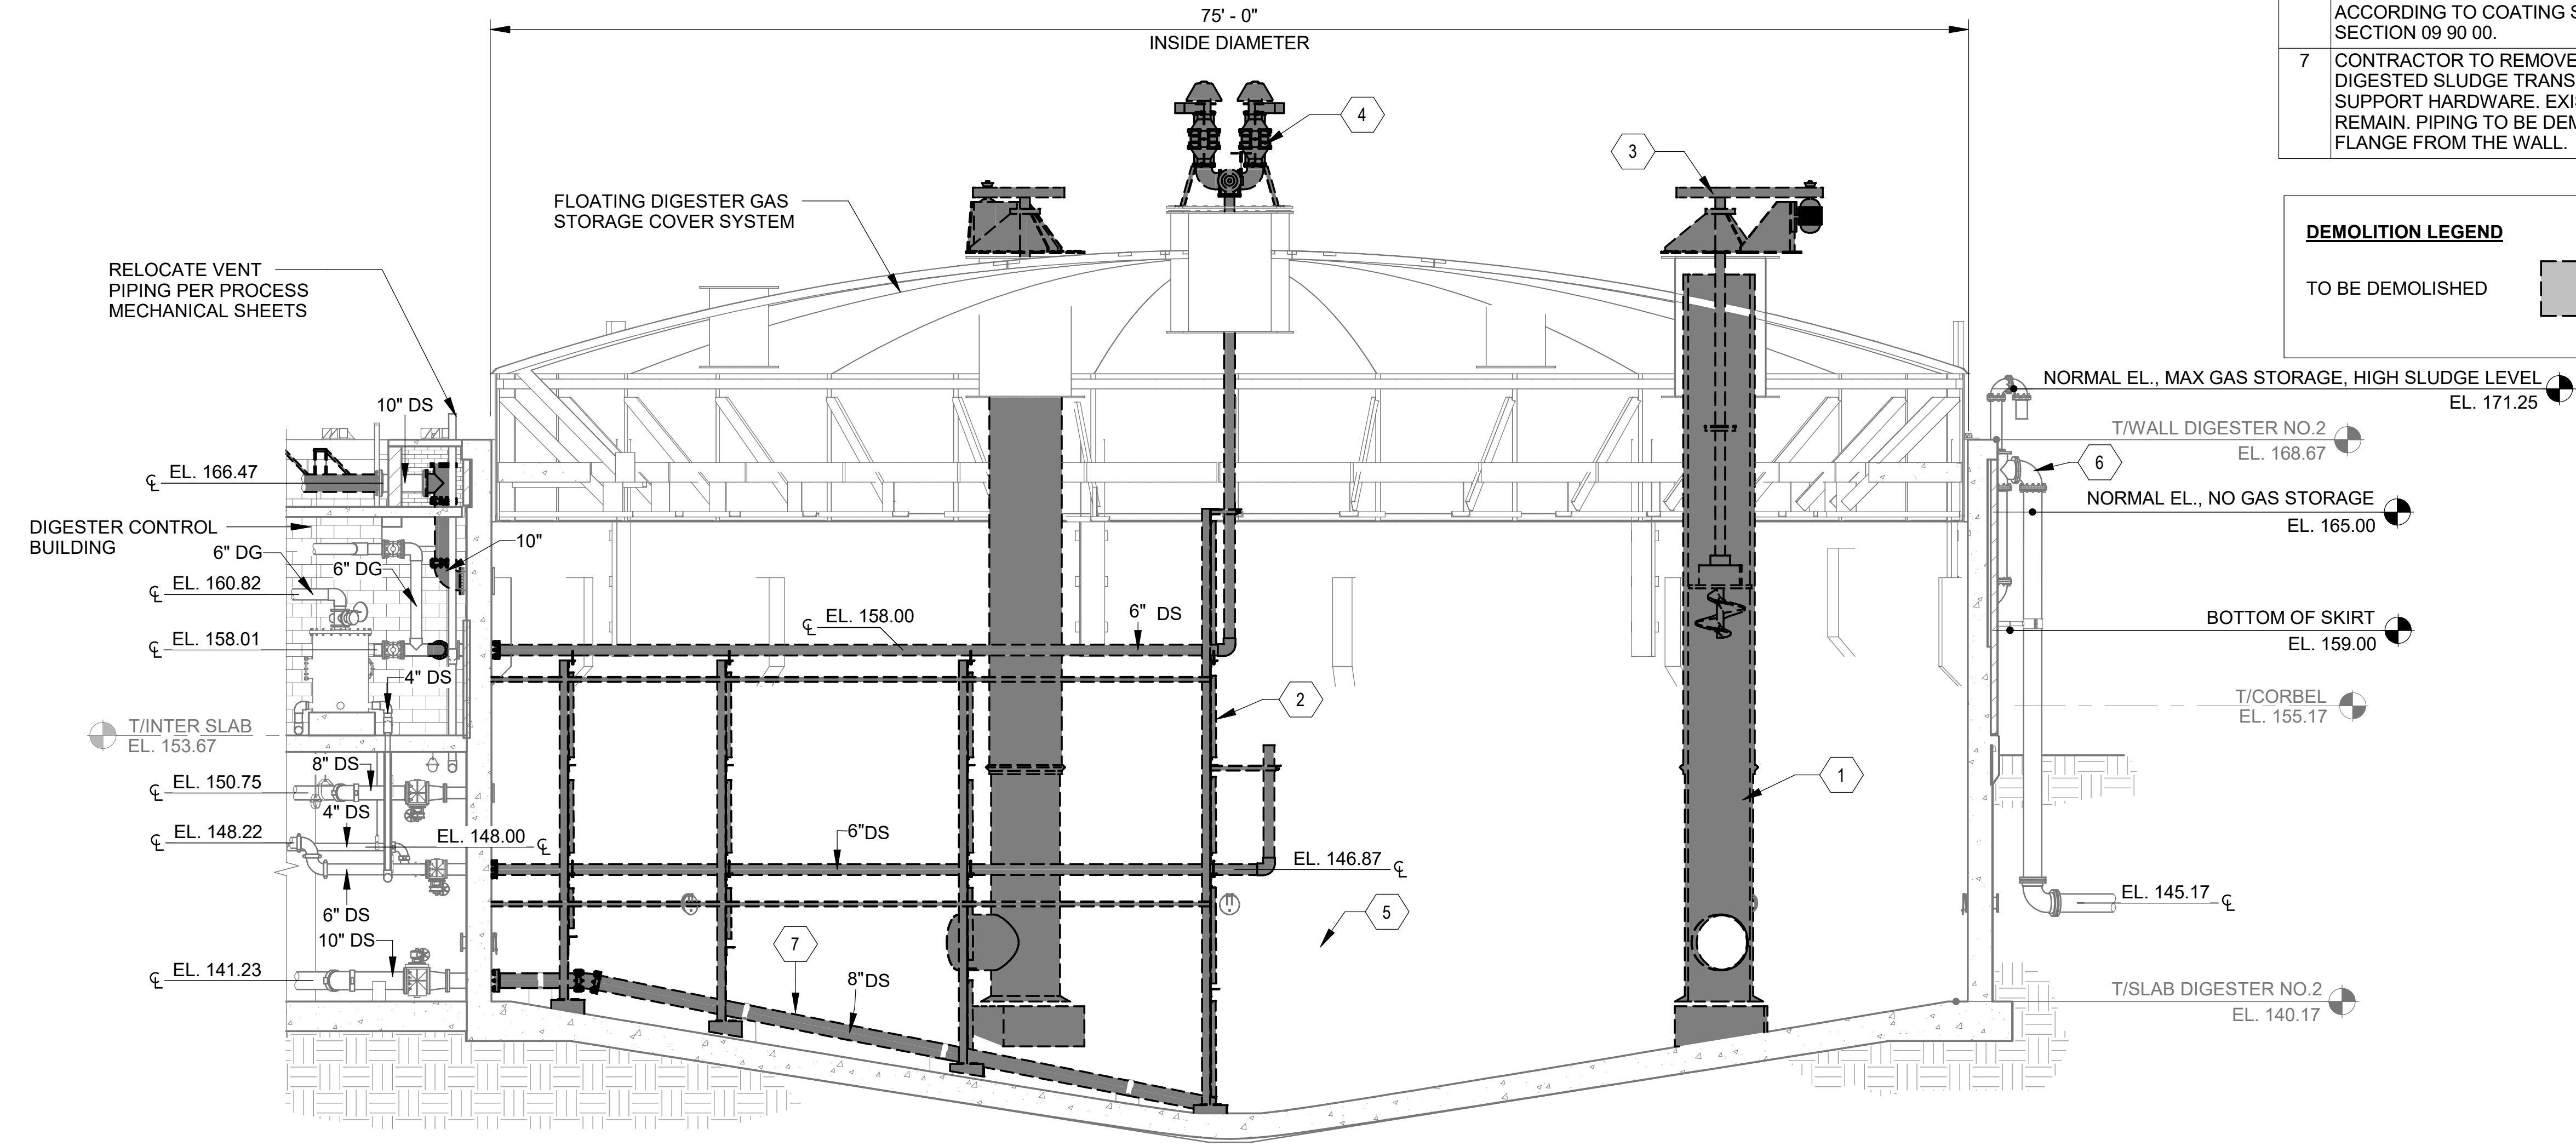 75' - 0"
INSIDE DIAMETER
ACCORDING TO COATING S
SECTION 09 90 00.
7 CONTRACTOR TO REMOVE
DIGESTED SLUDGE TRANS
SUPPORT HARDWARE. EXIS
REMAIN. PIPING TO BE DEM
FLANGE FROM THE WALL.
DEMOLITION LEGEND
TO BE DEMOLISHED
4
3
FLOATING DIGESTER GAS
STORAGE COVER SYSTEM
RELOCATE VENT
PIPING PER PROCESS
MECHANICAL SHEETS
10" DS
℄ EL. 166.47
DIGESTER CONTROL
BUILDING
6" DG
6" DG
10"
℄ EL. 160.82
℄ EL. 158.01
4" DS
T/INTER SLAB
EL. 153.67
8" DS
℄ EL. 150.75
4" DS
℄ EL. 148.22
EL. 148.00 ℄
6" DS
10" DS
℄ EL. 141.23
℄ EL. 158.00
6" DS
2
6"DS
EL. 146.87 ℄
5
7
8"DS
1
NORMAL EL., MAX GAS STORAGE, HIGH SLUDGE LEVEL
EL. 171.25
T/WALL DIGESTER NO.2
EL. 168.67
6
NORMAL EL., NO GAS STORAGE
EL. 165.00
BOTTOM OF SKIRT
EL. 159.00
T/CORBEL
EL. 155.17
EL. 145.17 ℄
T/SLAB DIGESTER NO.2
EL. 140.17